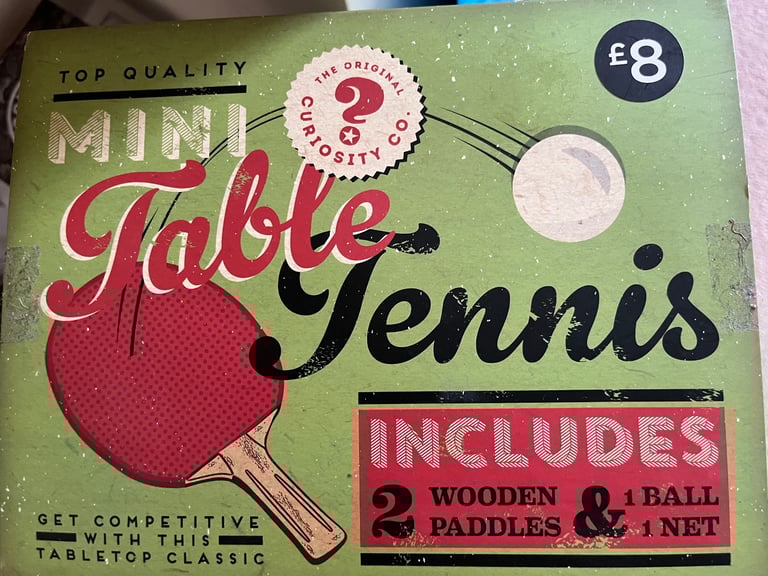 TOP QUALITY
MINI
Table
Tennis
THE ORIGINAL
?
CURIOSITY CO.
£8
INCLUDES
2 WOODEN PADDLES & 1 BALL 1 NET
GET COMPETITIVE
WITH THIS
TABLETOP CLASSIC